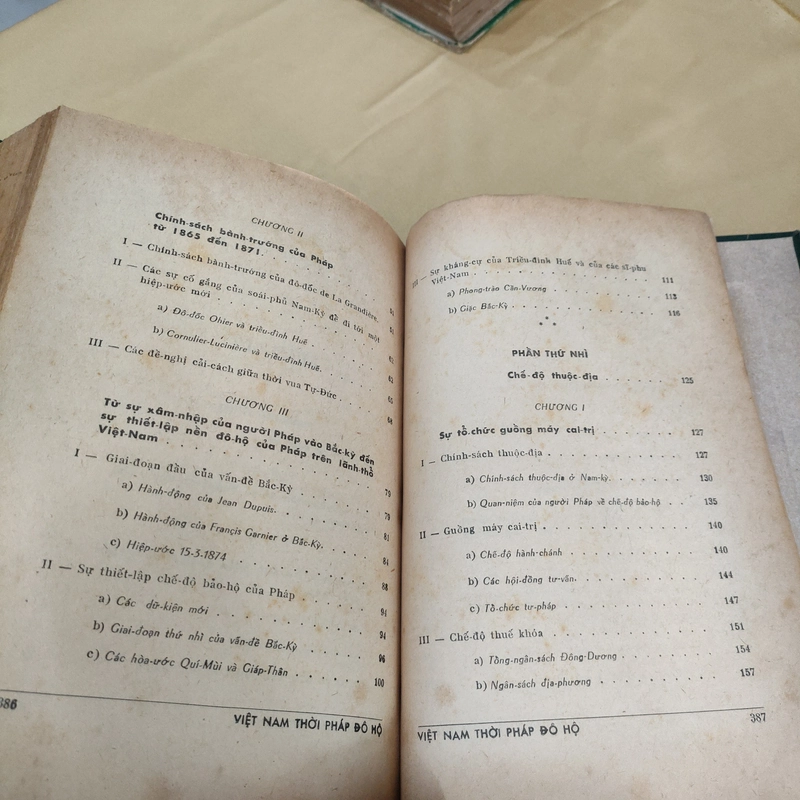 CHƯƠNG II
Chính-sách bành-trướng của Pháp
từ 1865 đến 1871. . . . . . . . . . 51
I — Chính-sách bành-trướng của đô-đốc de La Grandière. 51
II — Các sự cố gắng của soái-phủ Nam-Kỳ để đi tới một
hiệp-ước mới . . . . . . . . . . 61
a) Đô-đốc Ohier và triều-đình Huế . . . . 63
b) Cornulier-Lucinière và triều-đình Huế. . . 65
III — Các đề-nghị cải-cách giữa thời vua Tự-Đức . . . . 68
CHƯƠNG III
Từ sự xâm-nhập của người Pháp vào Bắc-kỳ đến
sự thiết-lập nền đô-hộ của Pháp trên lãnh-thổ
Việt-Nam . . . . . . . . . . 79
I — Giai-đoạn đầu của vấn-đề Bắc-Kỳ . . . . 79
a) Hành-động của Jean Dupuis. . . . . 81
b) Hành-động của Francis Garnier ở Bắc-Kỳ. . . 84
c) Hiệp-ước 15-3-1874 . . . . . . 88
II — Sự thiết-lập chế-độ bảo-hộ của Pháp . . . . 94
a) Các dữ-kiện mới . . . . . . 94
b) Giai-đoạn thứ nhì của vấn-đề Bắc-Kỳ . . . 96
c) Các hòa-ước Quí-Mùi và Giáp-Thân . . . . 100
386
VIỆT NAM THỜI PHÁP ĐÔ HỘ
III — Sự kháng-cự của Triều-đình Huế và của các sĩ-phu
Việt-Nam . . . . . . . . . . 111
a) Phong-trào Cần-Vương. . . . . . 113
b) Giặc Bắc-Kỳ . . . . . . . . 116
PHẦN THỨ NHÌ
Chế-độ thuộc-địa . . . . . . . 125
CHƯƠNG I
Sự tổ-chức guồng máy cai-trị . . . . . 127
I — Chính-sách thuộc-địa. . . . . . . 127
a) Chính-sách thuộc-địa ở Nam-kỳ. . . . 130
b) Quan-niệm của người Pháp về chế-độ bảo-hộ . . 135
II — Guồng máy cai-trị . . . . . . . 140
a) Chế-độ hành-chánh . . . . . . 140
b) Các hội-đồng tư-vấn. . . . . . 144
c) Tổ-chức tư-pháp . . . . . . . 147
III — Chế-độ thuế khóa . . . . . . . 151
a) Tổng-ngân-sách Đông-Dương . . . . . 154
b) Ngân-sách địa-phương . . . . . . 157
VIỆT NAM THỜI PHÁP ĐÔ HỘ
387